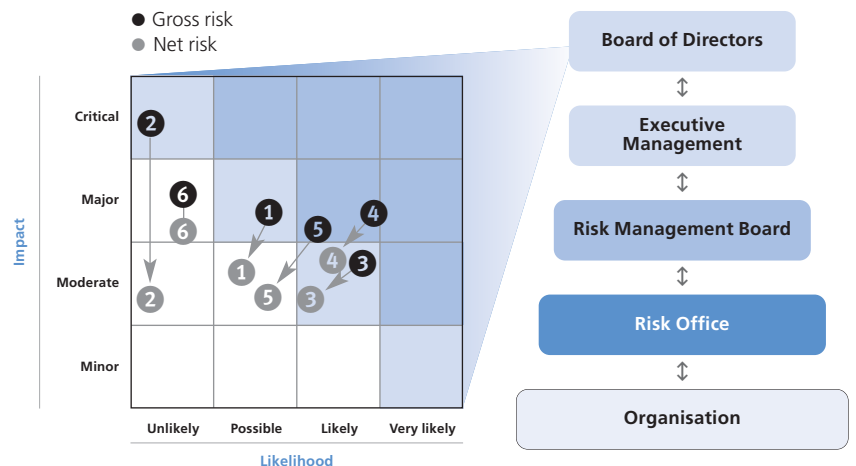 Gross risk
Net risk
Impact
Critical
Major
Moderate
Minor
2
6
6
1
5
4
4
3
1
5
3
2
Unlikely
Possible
Likely
Very likely
Likelihood
Board of Directors
Executive
Management
Risk Management Board
Risk Office
Organisation